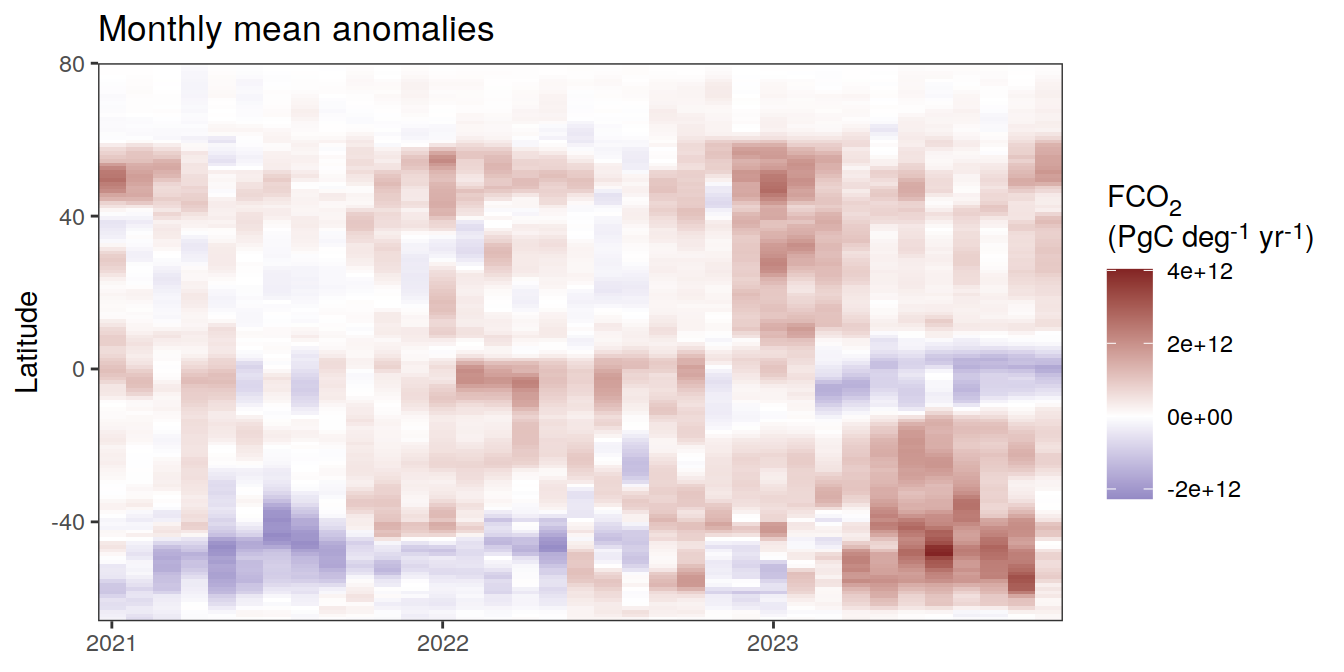 Monthly mean anomalies
Latitude
80
40
0
-40
2021
2022
2023
FCO₂
(PgC deg⁻¹ yr⁻¹)
4e+12
2e+12
0e+00
-2e+12